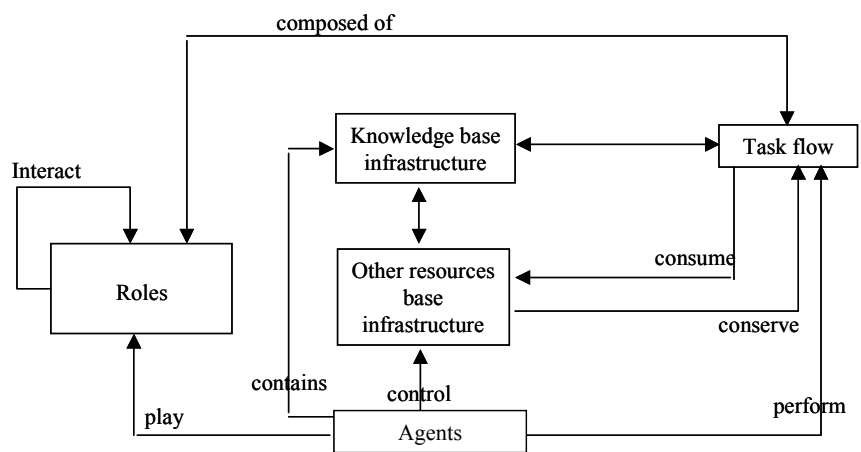 composed of
Knowledge base
infrastructure
Task flow
Interact
Roles
Other resources
base
infrastructure
consume
conserve
contains
control
play
perform
Agents